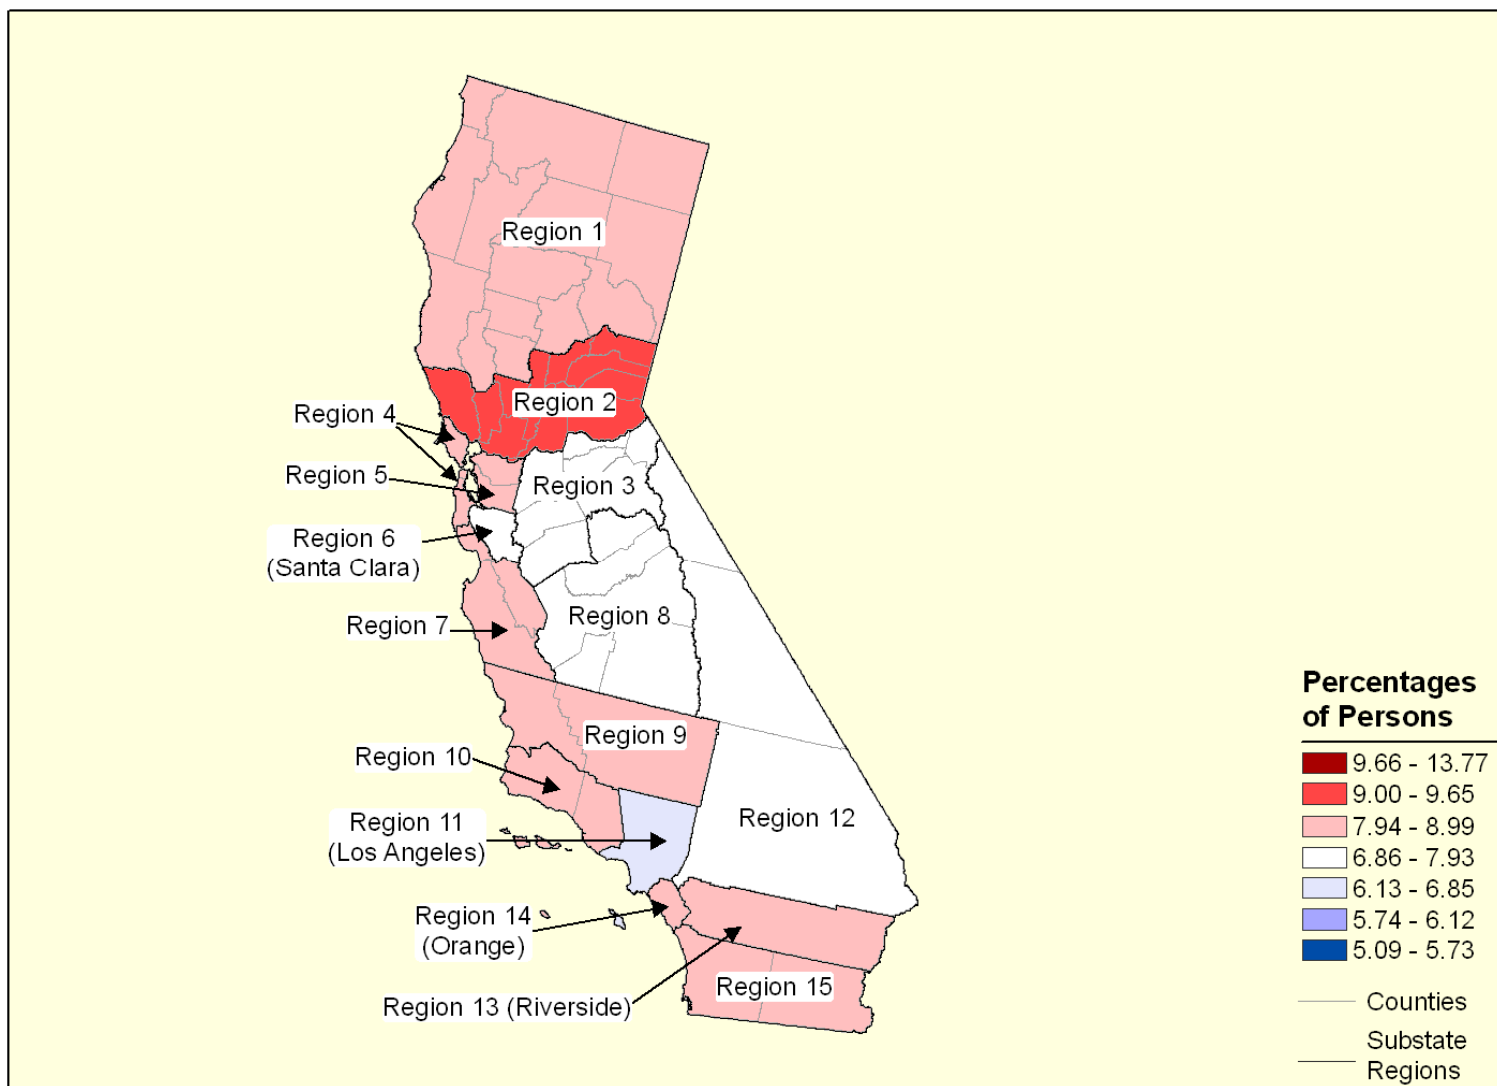 Region 1
Region 2
Region 4
Region 5
Region 3
Region 6
(Santa Clara)
Region 8
Region 7
Region 9
Region 10
Region 11
(Los Angeles)
Region 12
Region 14
(Orange)
Region 13 (Riverside)
Region 15
Percentages
of Persons
9.66 - 13.77
9.00 - 9.65
7.94 - 8.99
6.86 - 7.93
6.13 - 6.85
5.74 - 6.12
5.09 - 5.73
Counties
Substate
Regions